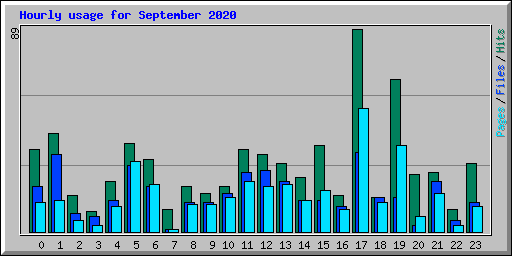 Hourly usage for September 2020
89
Pages/Files/Hits
0 1 2 3 4 5 6 7 8 9 10 11 12 13 14 15 16 17 18 19 20 21 22 23